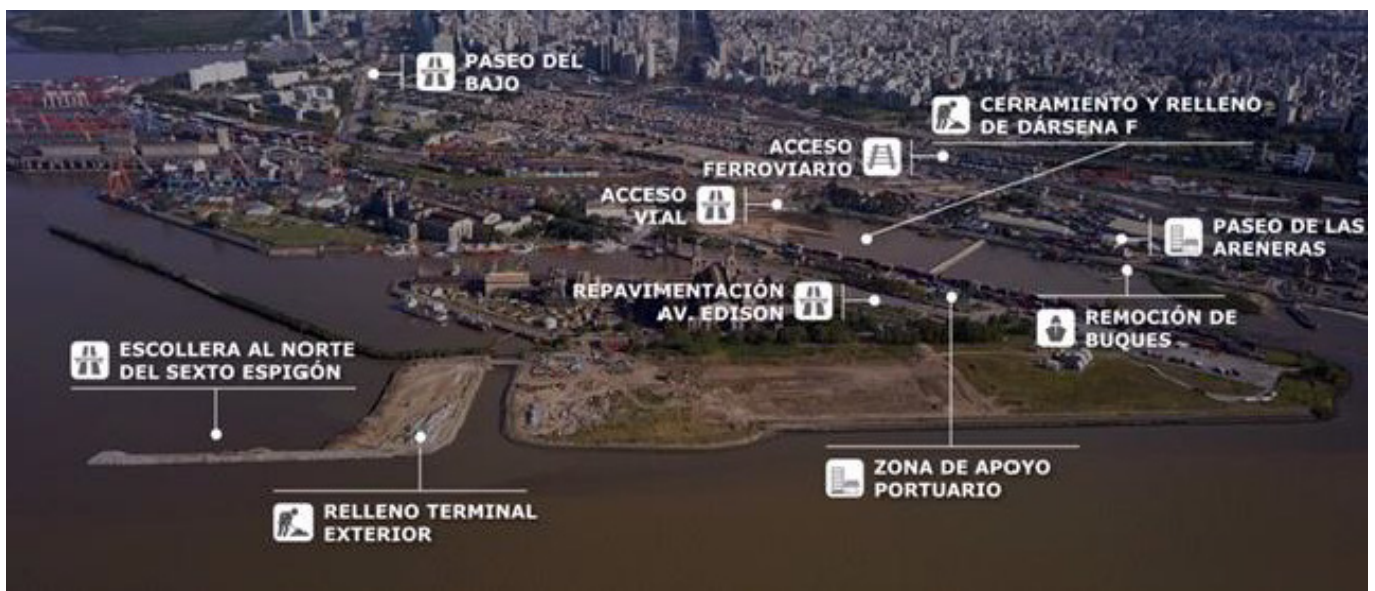 PASEO DEL
BAJO
CERRAMIENTO Y RELLENO
DE DÁRSENA F
ACCESO
FERROVIARIO
ACCESO
VIAL
PASEO DE LAS
ARENERAS
REPAVIMENTACIÓN
AV. EDISON
REMOCIÓN DE
BUQUES
ESCOLLERA AL NORTE
DEL SEXTO ESPIGÓN
ZONA DE APOYO
PORTUARIO
RELLENO TERMINAL
EXTERIOR